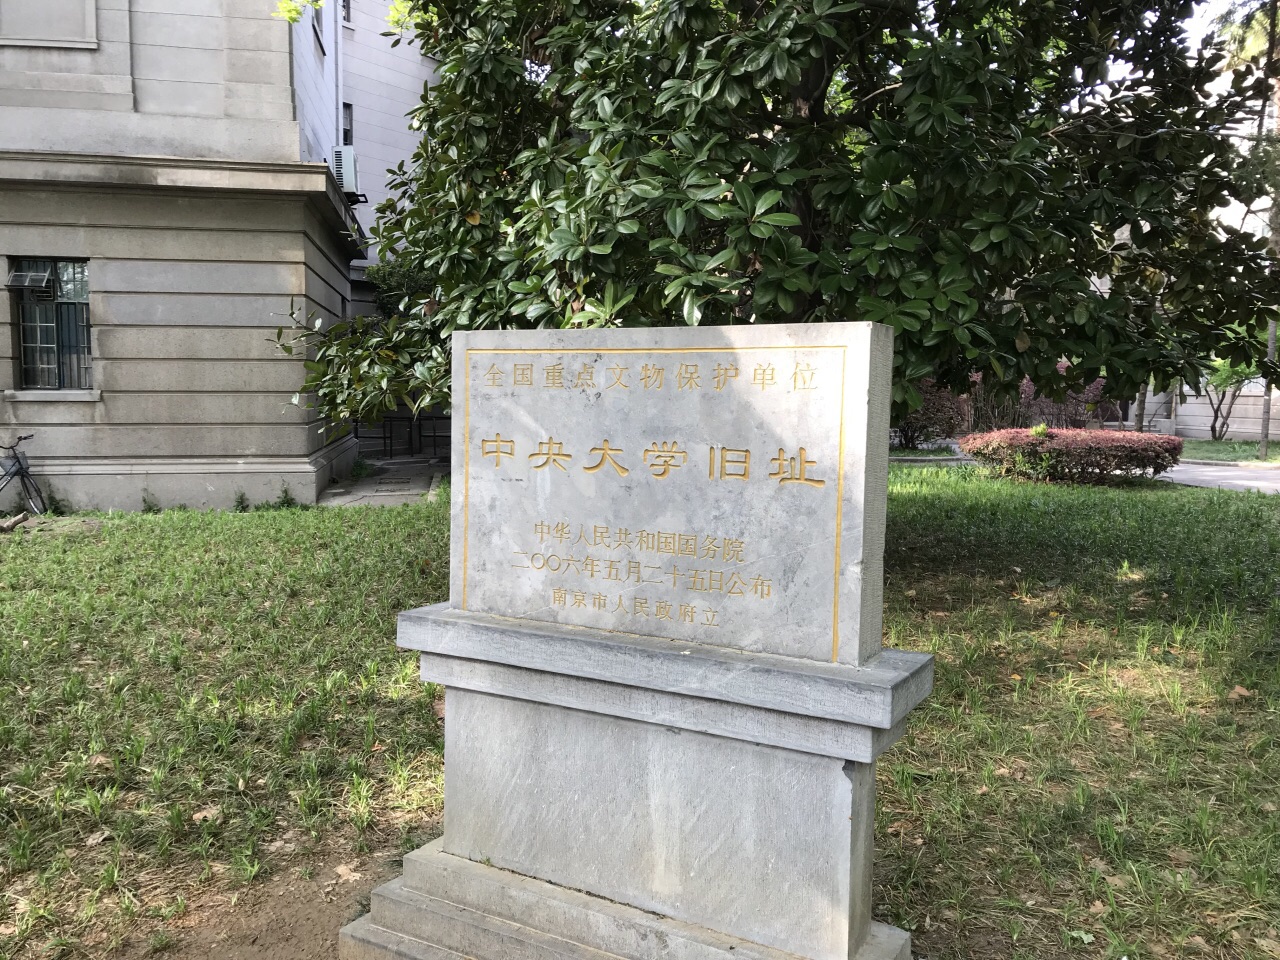 全国重点文物保护单位
中央大学旧址
中华人民共和国国务院
二〇〇六年五月二十五日公布
南京市人民政府立